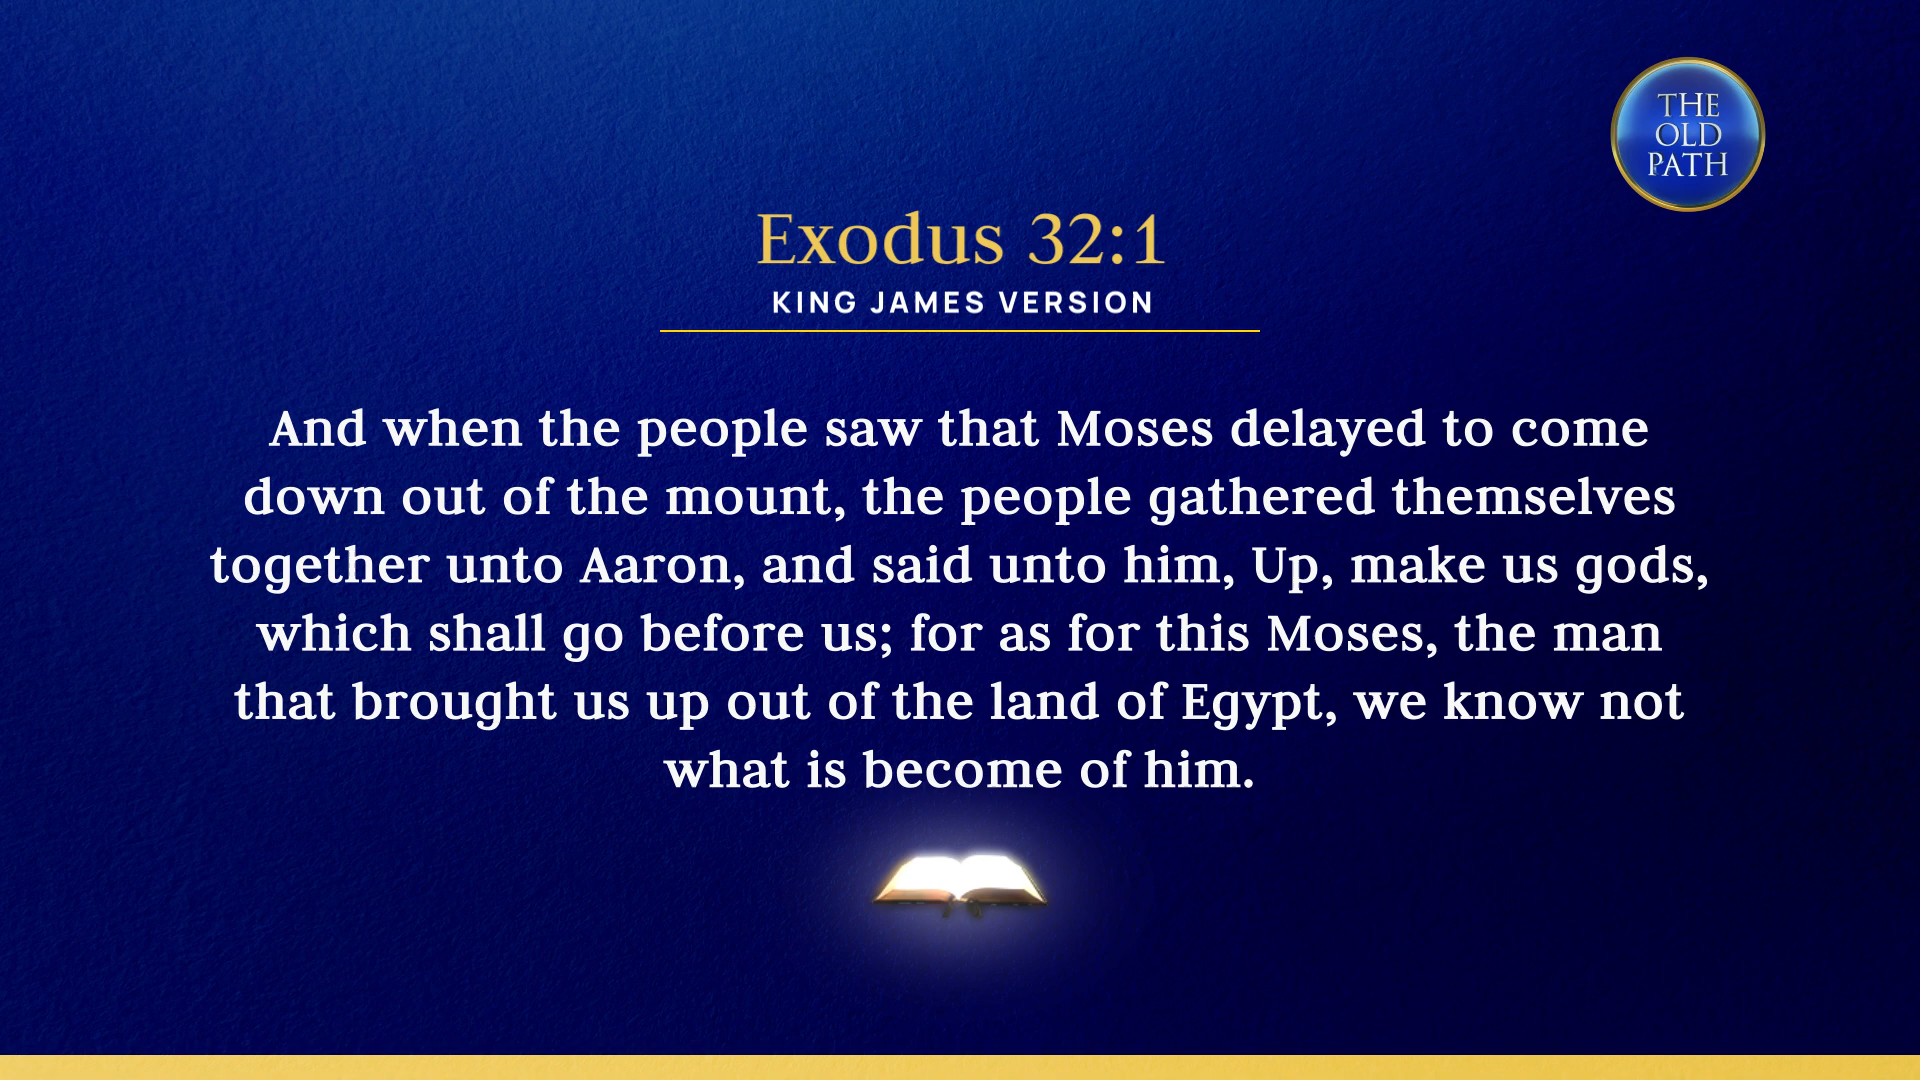 THE
OLD
PATH
Exodus 32:1
KING JAMES VERSION
And when the people saw that Moses delayed to come
down out of the mount, the people gathered themselves
together unto Aaron, and said unto him, Up, make us gods,
which shall go before us; for as for this Moses, the man
that brought us up out of the land of Egypt, we know not
what is become of him.